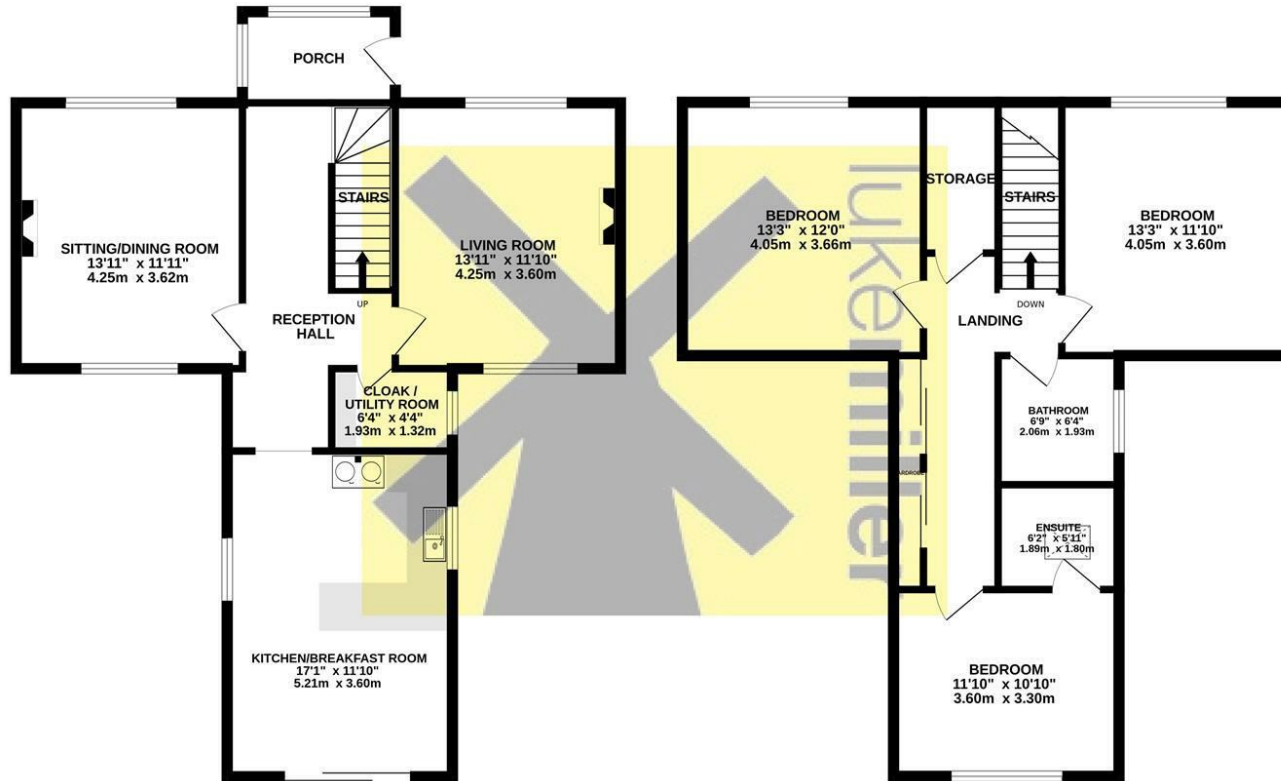 PORCH
STAIRS
SITTING/DINING ROOM
13'11" x 11'11"
4.25m x 3.62m
LIVING ROOM
13'11" x 11'10"
4.25m x 3.60m
UP
RECEPTION
HALL
CLOAK /
UTILITY ROOM
6'4" x 4'4"
1.93m x 1.32m
KITCHEN/BREAKFAST ROOM
17'1" x 11'10"
5.21m x 3.60m
lukemiller
STORAGE
STAIRS
BEDROOM
13'3" x 12'0"
4.05m x 3.66m
BEDROOM
13'3" x 11'10"
4.05m x 3.60m
DOWN
LANDING
BATHROOM
6'9" x 6'4"
2.06m x 1.93m
ENSUITE
6'2" x 5'11"
1.89m x 1.80m
BEDROOM
11'10" x 10'10"
3.60m x 3.30m